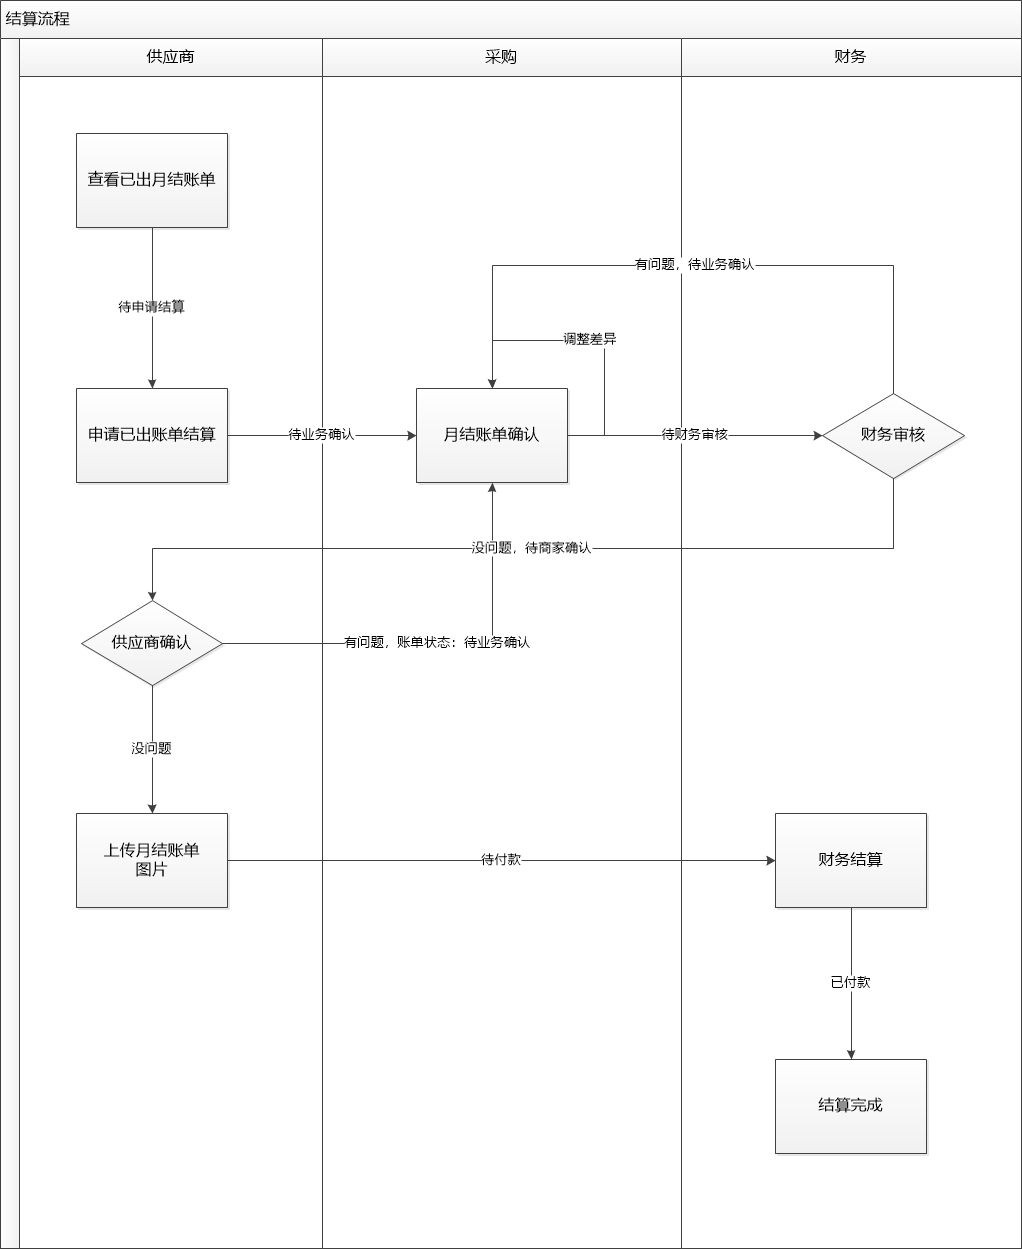 结算流程
供应商
采购
财务
查看已出月结账单
有问题，待业务确认
待申请结算
调整差异
申请已出账单结算
待业务确认
月结账单确认
待财务审核
财务审核
没问题，待商家确认
供应商确认
有问题，账单状态：待业务确认
没问题
上传月结账单
图片
待付款
财务结算
已付款
结算完成